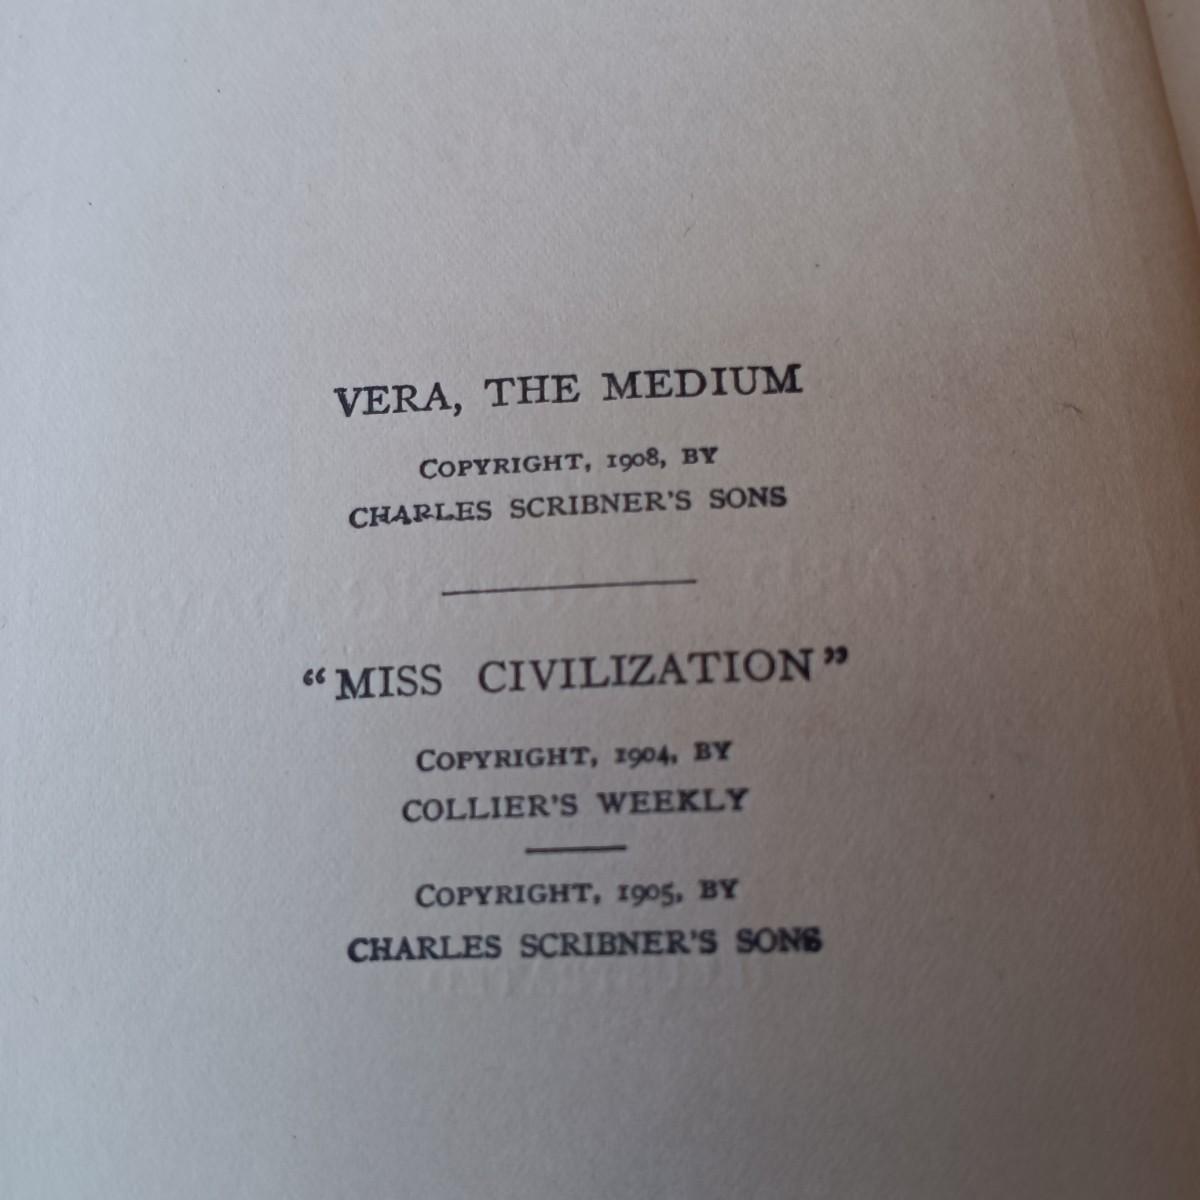 VERA, THE MEDIUM
COPYRIGHT, 1908, BY
CHARLES SCRIBNER'S SONS
“MISS CIVILIZATION”
COPYRIGHT, 1904, BY
COLLIER'S WEEKLY
COPYRIGHT, 1905, BY
CHARLES SCRIBNER'S SONS